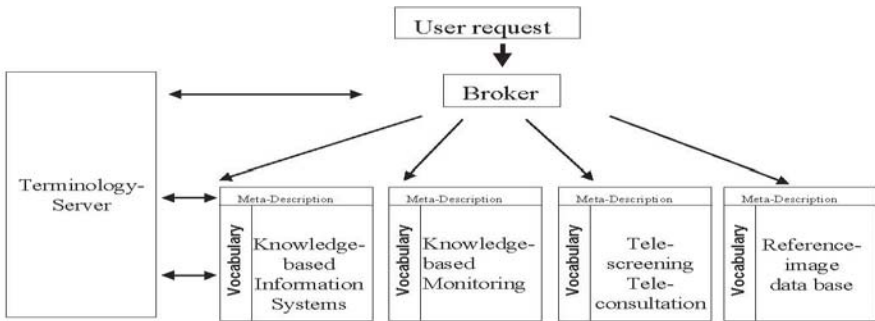 User request
Broker
Terminology-
Server
Meta-Description
Vocabulary
Knowledge-
based
Information
Systems
Meta-Description
Vocabulary
Knowledge-
based
Monitoring
Meta-Description
Vocabulary
Tele-
screening
Tele-
consultation
Meta-Description
Vocabulary
Reference-
image
data base